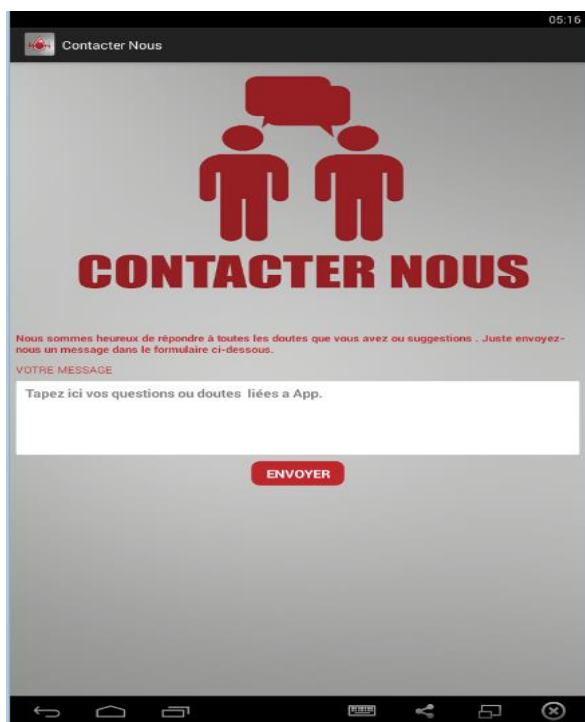 05:16
Contacter Nous
CONTACTER NOUS
Nous sommes heureux de répondre à toutes les doutes que vous avez ou suggestions . Juste envoyez-
nous un message dans le formulaire ci-dessous.
VOTRE MESSAGE
Tapez ici vos questions ou doutes liées a App.
ENVOYER